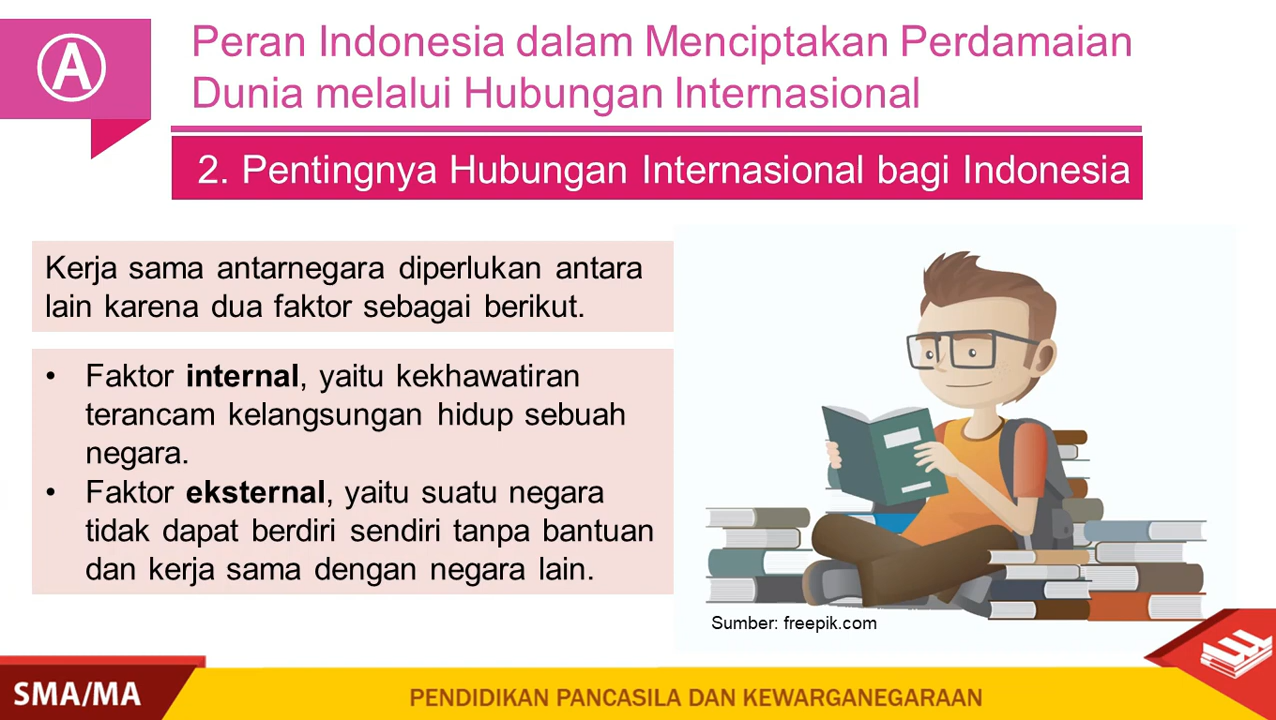 A
Peran Indonesia dalam Menciptakan Perdamaian
Dunia melalui Hubungan Internasional
2. Pentingnya Hubungan Internasional bagi Indonesia
Kerja sama antarnegara diperlukan antara
lain karena dua faktor sebagai berikut.
• Faktor internal, yaitu kekhawatiran
terancam kelangsungan hidup sebuah
negara.
• Faktor eksternal, yaitu suatu negara
tidak dapat berdiri sendiri tanpa bantuan
dan kerja sama dengan negara lain.
Sumber: freepik.com
SMA/MA
PENDIDIKAN PANCASILA DAN KEWARGANEGARAAN